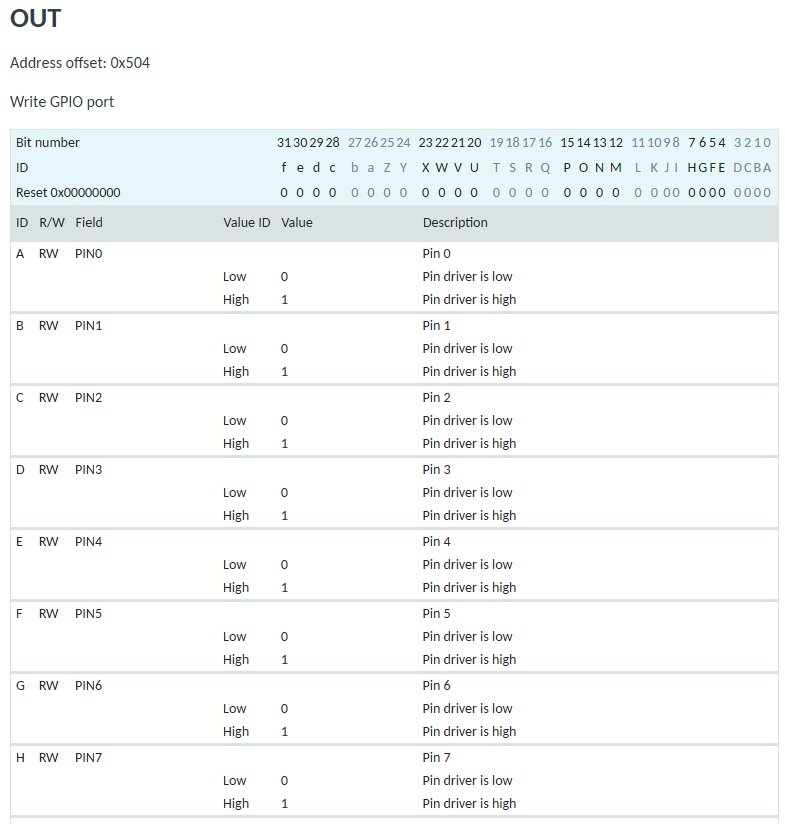 OUT
Address offset: 0x504
Write GPIO port
Bit number 31 30 29 28 27 26 25 24 23 22 21 20 19 18 17 16 15 14 13 12 11 10 9 8 7 6 5 4 3 2 1 0
ID f e d c b a Z Y X W V U T S R Q P O N M L K J I H G F E D C B A
Reset 0x00000000 0 0 0 0 0 0 0 0 0 0 0 0 0 0 0 0 0 0 0 0 0 0 0 0 0 0 0 0 0 0 0 0
ID R/W Field Value ID Value Description
A RW PIN0 Pin 0
Low 0 Pin driver is low
High 1 Pin driver is high
B RW PIN1 Pin 1
Low 0 Pin driver is low
High 1 Pin driver is high
C RW PIN2 Pin 2
Low 0 Pin driver is low
High 1 Pin driver is high
D RW PIN3 Pin 3
Low 0 Pin driver is low
High 1 Pin driver is high
E RW PIN4 Pin 4
Low 0 Pin driver is low
High 1 Pin driver is high
F RW PIN5 Pin 5
Low 0 Pin driver is low
High 1 Pin driver is high
G RW PIN6 Pin 6
Low 0 Pin driver is low
High 1 Pin driver is high
H RW PIN7 Pin 7
Low 0 Pin driver is low
High 1 Pin driver is high